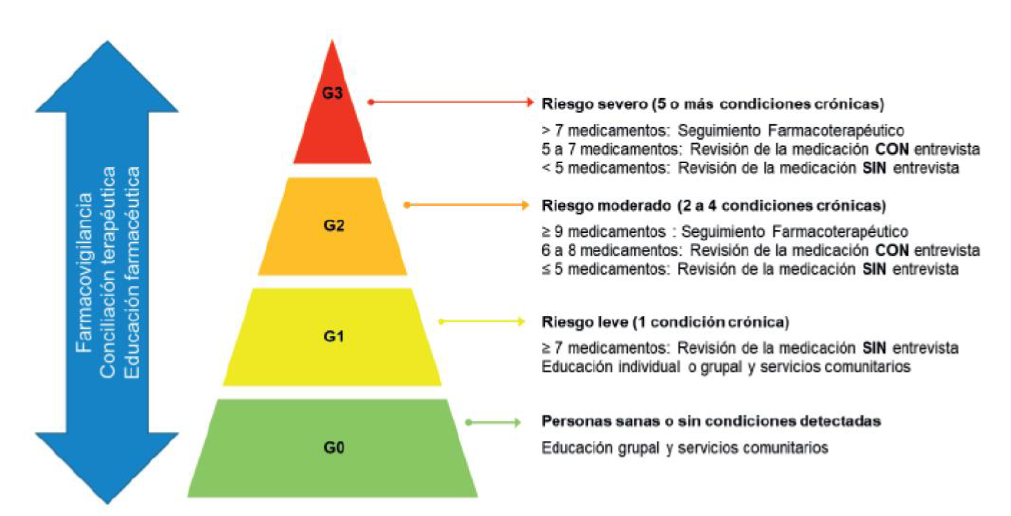 Farmacovigilancia
Conciliación terapéutica
Educación farmacéutica
G3
Riesgo severo (5 o más condiciones crónicas)
> 7 medicamentos: Seguimiento Farmacoterapéutico
5 a 7 medicamentos: Revisión de la medicación CON entrevista
< 5 medicamentos: Revisión de la medicación SIN entrevista
G2
Riesgo moderado (2 a 4 condiciones crónicas)
≥ 9 medicamentos : Seguimiento Farmacoterapéutico
6 a 8 medicamentos: Revisión de la medicación CON entrevista
≤ 5 medicamentos: Revisión de la medicación SIN entrevista
G1
Riesgo leve (1 condición crónica)
≥ 7 medicamentos: Revisión de la medicación SIN entrevista
Educación individual o grupal y servicios comunitarios
G0
Personas sanas o sin condiciones detectadas
Educación grupal y servicios comunitarios